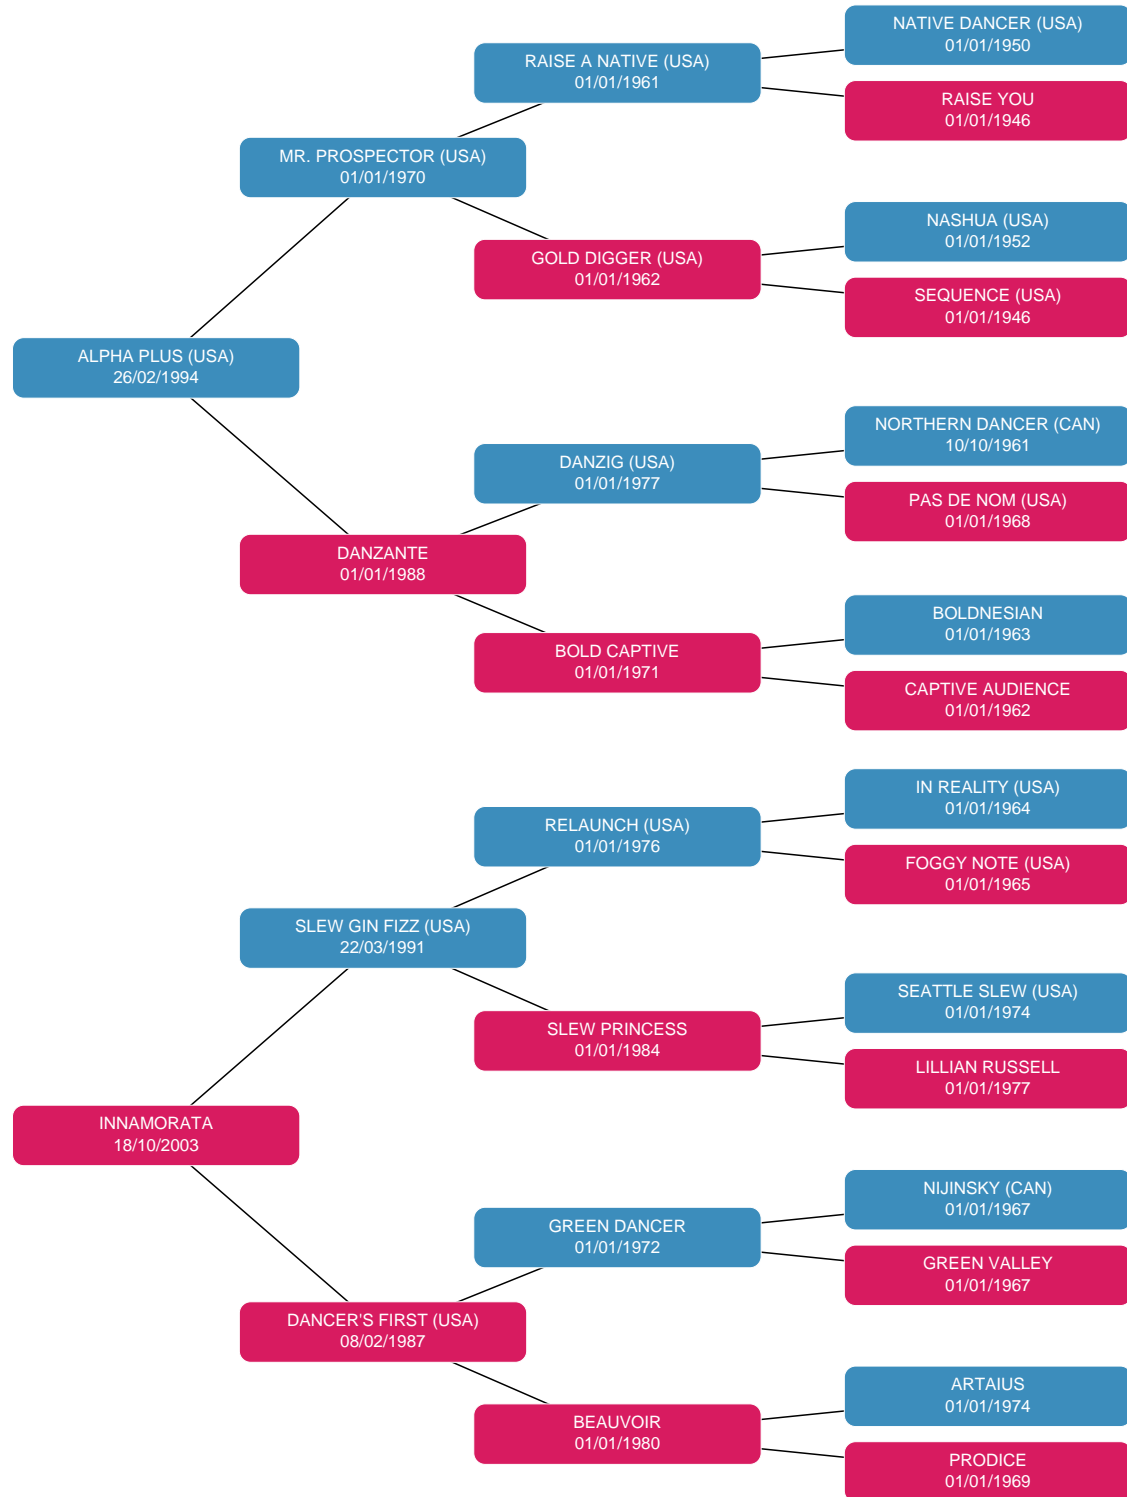 NATIVE DANCER (USA)
01/01/1950
RAISE A NATIVE (USA)
01/01/1961
RAISE YOU
01/01/1946
MR. PROSPECTOR (USA)
01/01/1970
NASHUA (USA)
01/01/1952
GOLD DIGGER (USA)
01/01/1962
SEQUENCE (USA)
01/01/1946
ALPHA PLUS (USA)
26/02/1994
NORTHERN DANCER (CAN)
10/10/1961
DANZIG (USA)
01/01/1977
PAS DE NOM (USA)
01/01/1968
DANZANTE
01/01/1988
BOLDNESIAN
01/01/1963
BOLD CAPTIVE
01/01/1971
CAPTIVE AUDIENCE
01/01/1962
IN REALITY (USA)
01/01/1964
RELAUNCH (USA)
01/01/1976
FOGGY NOTE (USA)
01/01/1965
SLEW GIN FIZZ (USA)
22/03/1991
SEATTLE SLEW (USA)
01/01/1974
SLEW PRINCESS
01/01/1984
LILLIAN RUSSELL
01/01/1977
INNAMORATA
18/10/2003
NIJINSKY (CAN)
01/01/1967
GREEN DANCER
01/01/1972
GREEN VALLEY
01/01/1967
DANCER'S FIRST (USA)
08/02/1987
ARTAIUS
01/01/1974
BEAUVOIR
01/01/1980
PRODICE
01/01/1969